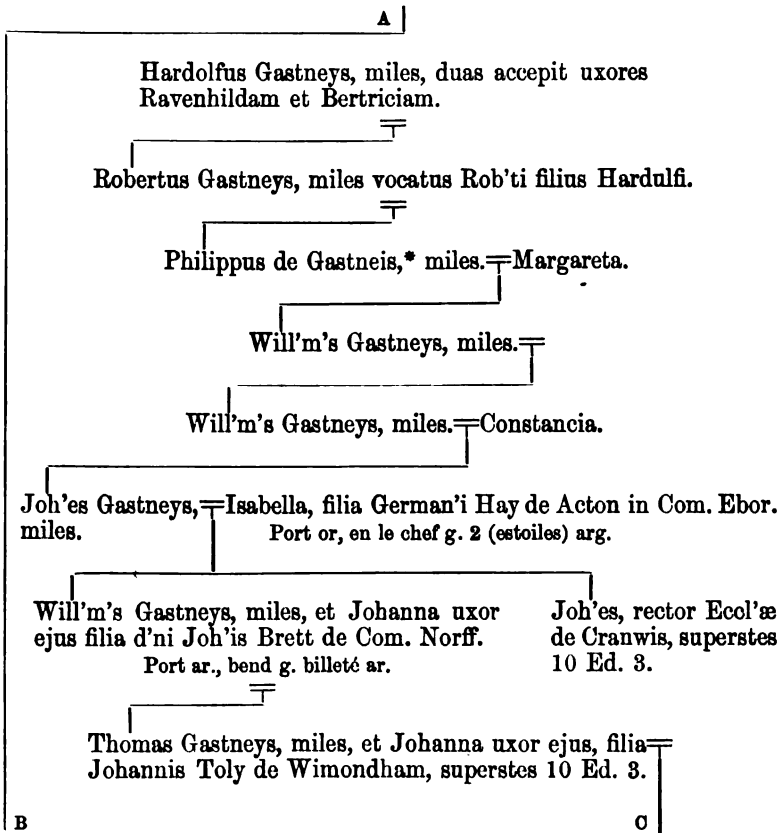 A
Hardolfus Gastneys, miles, duas accepit uxores
Ravenhildam et Bertriciam.
Robertus Gastneys, miles vocatus Rob'ti filius Hardulfi.
Philippus de Gastneis,* miles.=Margareta.
Will'm's Gastneys, miles.=
Will'm's Gastneys, miles.=Constancia.
Joh'es Gastneys,=Isabella, filia German'i Hay de Acton in Com. Ebor.
miles.
Port or, en le chef g. 2 (estoiles) arg.
Will'm's Gastneys, miles, et Johanna uxor
ejus filia d'ni Joh'is Brett de Com. Norff.
Port ar., bend g. billeté ar.
Joh'es, rector Eccl'æ
de Cranwis, superstes
10 Ed. 3.
Thomas Gastneys, miles, et Johanna uxor ejus, filia=
Johannis Toly de Wimondham, superstes 10 Ed. 3.
B
C